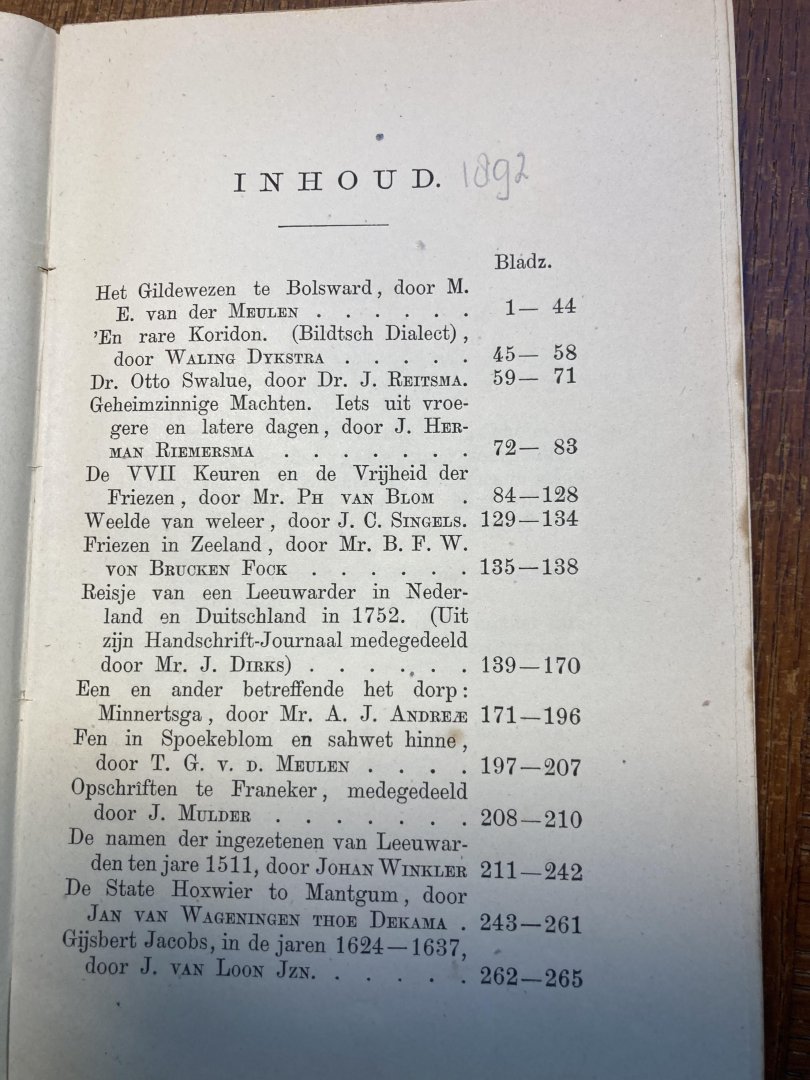 INHOUD. 1892
Bladz.
Het Gildewezen te Bolsward, door M.
E. van der Meulen . . . . . . 1— 44
'En rare Koridon. (Bildtsch Dialect),
door Waling Dykstra . . . . . 45— 58
Dr. Otto Swalue, door Dr. J. Reitsma. 59— 71
Geheimzinnige Machten. Iets uit vroe-
gere en latere dagen, door J. Her-
man Riemersma . . . . . . . 72— 83
De VVII Keuren en de Vrijheid der
Friezen, door Mr. Ph van Blom . 84—128
Weelde van weleer, door J. C. Singels. 129—134
Friezen in Zeeland, door Mr. B. F. W.
von Brucken Fock . . . . . . 135—138
Reisje van een Leeuwarder in Neder-
land en Duitschland in 1752. (Uit
zijn Handschrift-Journaal medegedeeld
door Mr. J. Dirks) . . . . . . 139—170
Een en ander betreffende het dorp:
Minnertsga, door Mr. A. J. Andreæ 171—196
Fen in Spoekeblom en sahwet hinne,
door T. G. v. d. Meulen . . . . 197—207
Opschriften te Franeker, medegedeeld
door J. Mulder . . . . . . . 208—210
De namen der ingezetenen van Leeuwar-
den ten jare 1511, door Johan Winkler 211—242
De State Hoxwier to Mantgum, door
Jan van Wageningen thoe Dekama . 243—261
Gijsbert Jacobs, in de jaren 1624—1637,
door J. van Loon Jzn. . . . . . 262—265